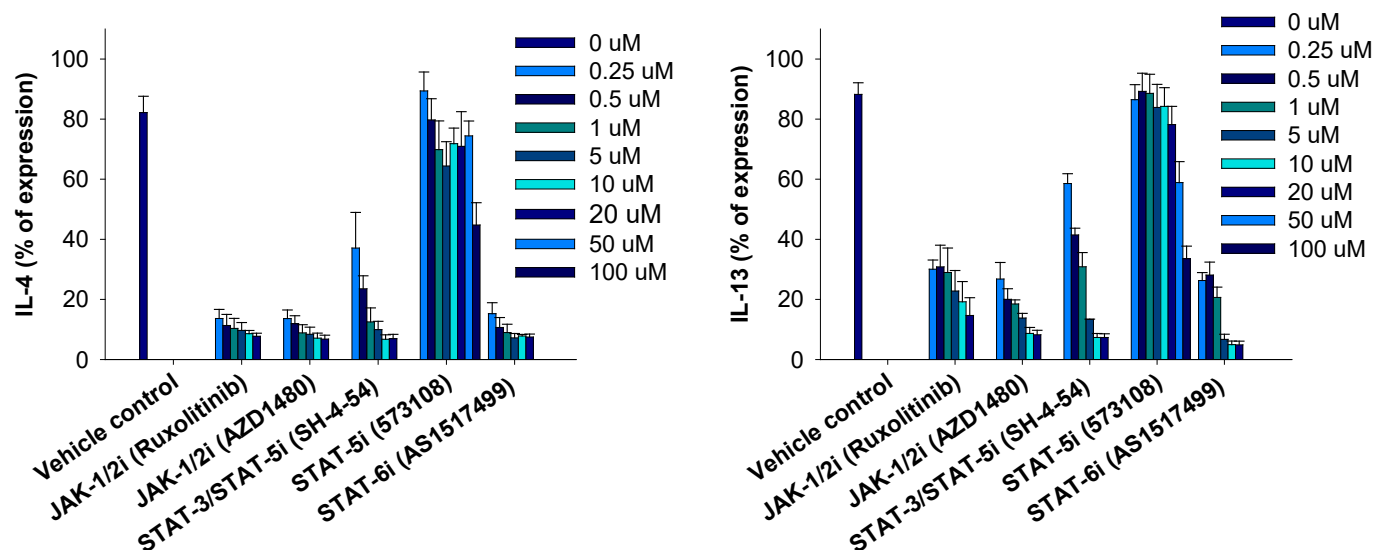 IL-4 (% of expression)
100
80
60
40
20
0
0 uM
0.25 uM
0.5 uM
1 uM
5 uM
10 uM
20 uM
50 uM
100 uM
Vehicle control
JAK-1/2i (Ruxolitinib)
JAK-1/2i (AZD1480)
STAT-3/STAT-5i (SH-4-54)
STAT-5i (573108)
STAT-6i (AS1517499)
IL-13 (% of expression)
100
80
60
40
20
0
0 uM
0.25 uM
0.5 uM
1 uM
5 uM
10 uM
20 uM
50 uM
100 uM
Vehicle control
JAK-1/2i (Ruxolitinib)
JAK-1/2i (AZD1480)
STAT-3/STAT-5i (SH-4-54)
STAT-5i (573108)
STAT-6i (AS1517499)